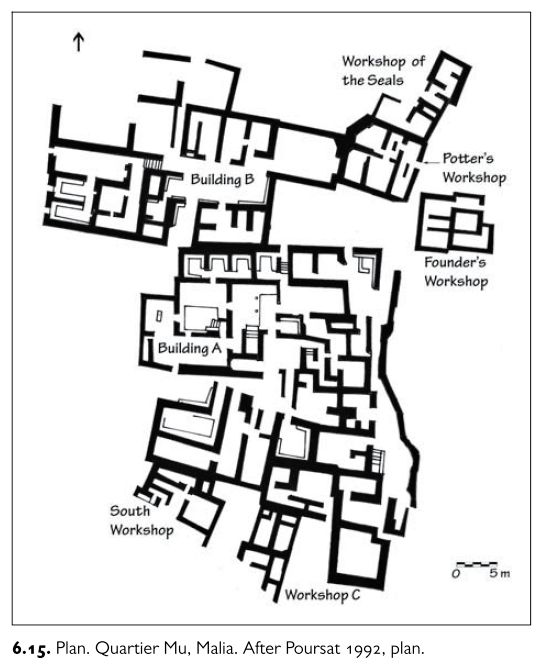 Workshop of
the Seals
Potter's
Workshop
Building B
Founder's
Workshop
Building A
South
Workshop
Workshop C
0 5 m
6.15. Plan. Quartier Mu, Malia. After Poursat 1992, plan.